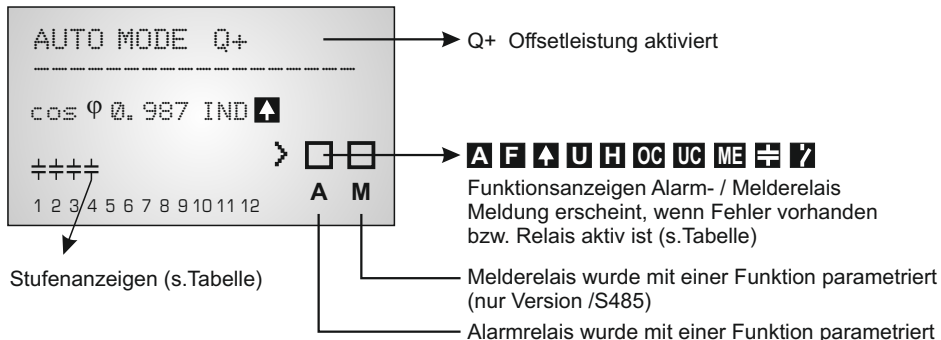 AUTO MODE Q+
Q+ Offsetleistung aktiviert
cos φ 0.987 IND
A F U H OC UC ME
A M
Funktionsanzeigen Alarm- / Melderelais
Meldung erscheint, wenn Fehler vorhanden
bzw. Relais aktiv ist (s.Tabelle)
1 2 3 4 5 6 7 8 9 10 11 12
Stufenanzeigen (s.Tabelle)
Melderelais wurde mit einer Funktion parametriert
(nur Version /S485)
Alarmrelais wurde mit einer Funktion parametriert